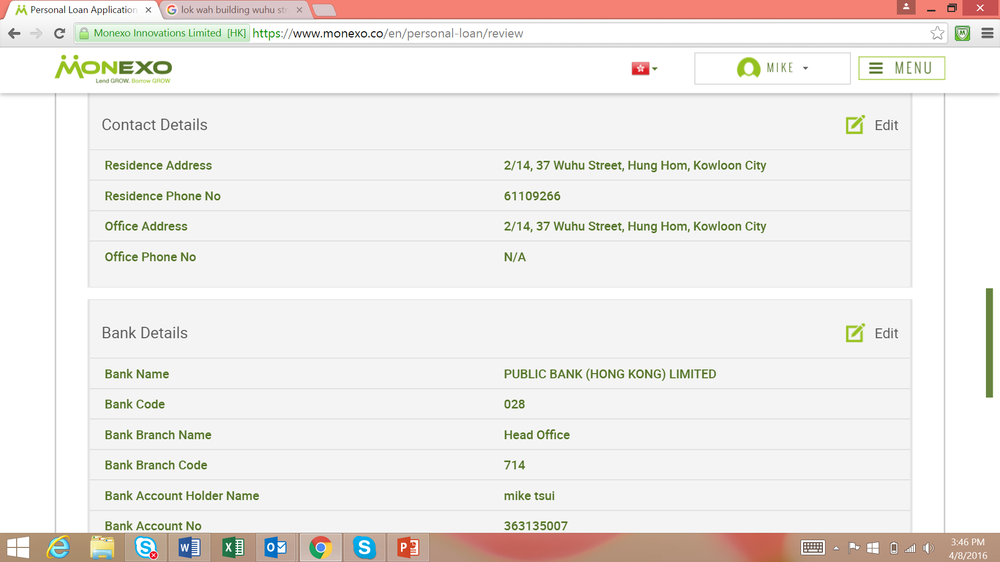 Personal Loan Application
lok wah building wuhu str
Monexo Innovations Limited [HK] https://www.monexo.co/en/personal-loan/review
MONEXO
Lend GROW. Borrow GROW
MIKE
MENU
Contact Details
Edit
Residence Address 2/14, 37 Wuhu Street, Hung Hom, Kowloon City
Residence Phone No 61109266
Office Address 2/14, 37 Wuhu Street, Hung Hom, Kowloon City
Office Phone No N/A
Bank Details
Edit
Bank Name PUBLIC BANK (HONG KONG) LIMITED
Bank Code 028
Bank Branch Name Head Office
Bank Branch Code 714
Bank Account Holder Name mike tsui
Bank Account No 363135007
3:46 PM
4/8/2016